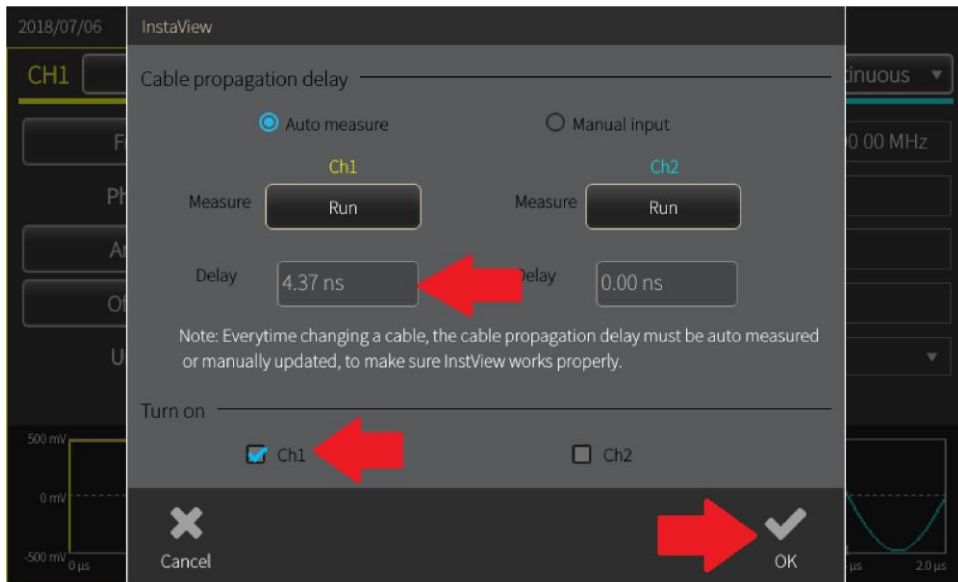 2018/07/06
InstaView
CH1
Cable propagation delay
Auto measure
Manual input
00 MHz
Ch1
Ch2
Measure
Run
Measure
Run
Delay
4.37 ns
0.00 ns
Note: Everytime changing a cable, the cable propagation delay must be auto measured
or manually updated, to make sure InstView works properly.
Turn on
Ch1
Ch2
500 mV
0 mV
-500 mV
0 µs
µs
2.0 µs
Cancel
OK